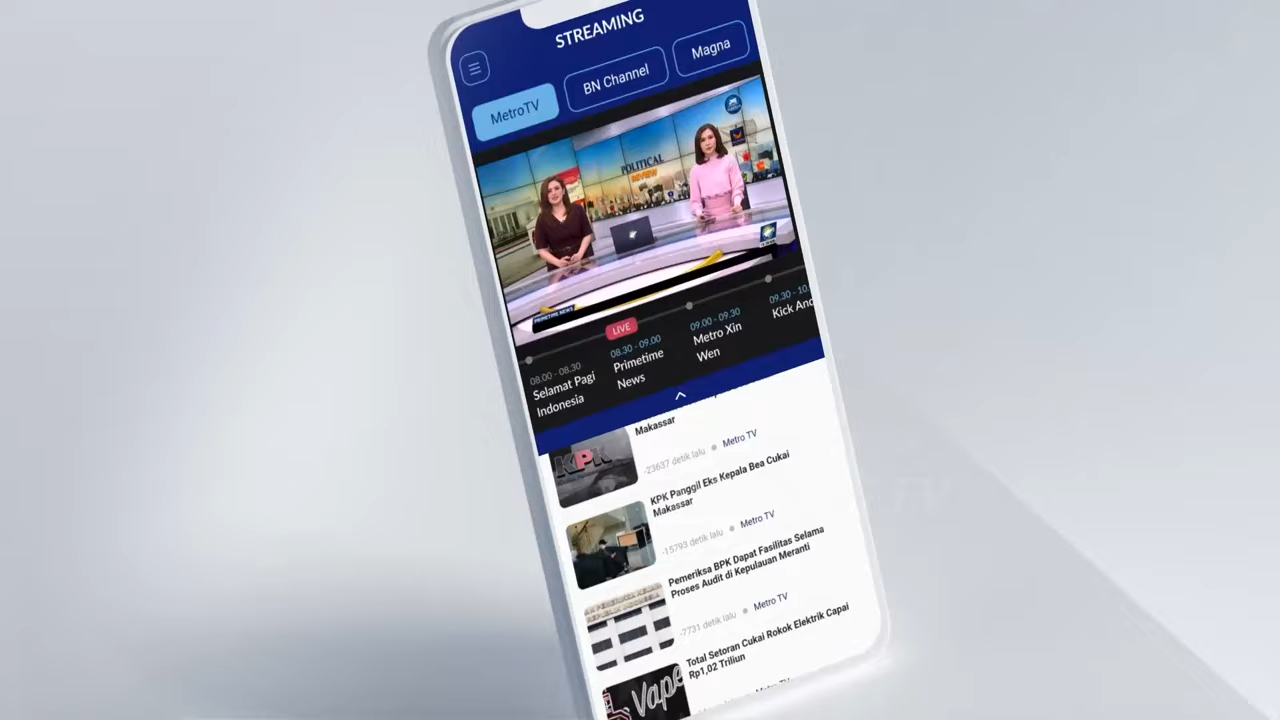 STREAMING
MetroTV
BN Channel
Magna
POLITICAL
REVIEW
PRIMETIME NEWS
LIVE
08.00 - 08.30
Selamat Pagi
Indonesia
08.30 - 09.00
Primetime
News
09.00 - 09.30
Metro Xin
Wen
09.30 - 10.
Kick And
Makassar
-23637 detik lalu
Metro TV
KPK
KPK Panggil Eks Kepala Bea Cukai
Makassar
-15793 detik lalu
Metro TV
Pemeriksa BPK Dapat Fasilitas Selama
Proses Audit di Kepulauan Meranti
-7731 detik lalu
Metro TV
Total Setoran Cukai Rokok Elektrik Capai
Rp1,02 Triliun
Vape